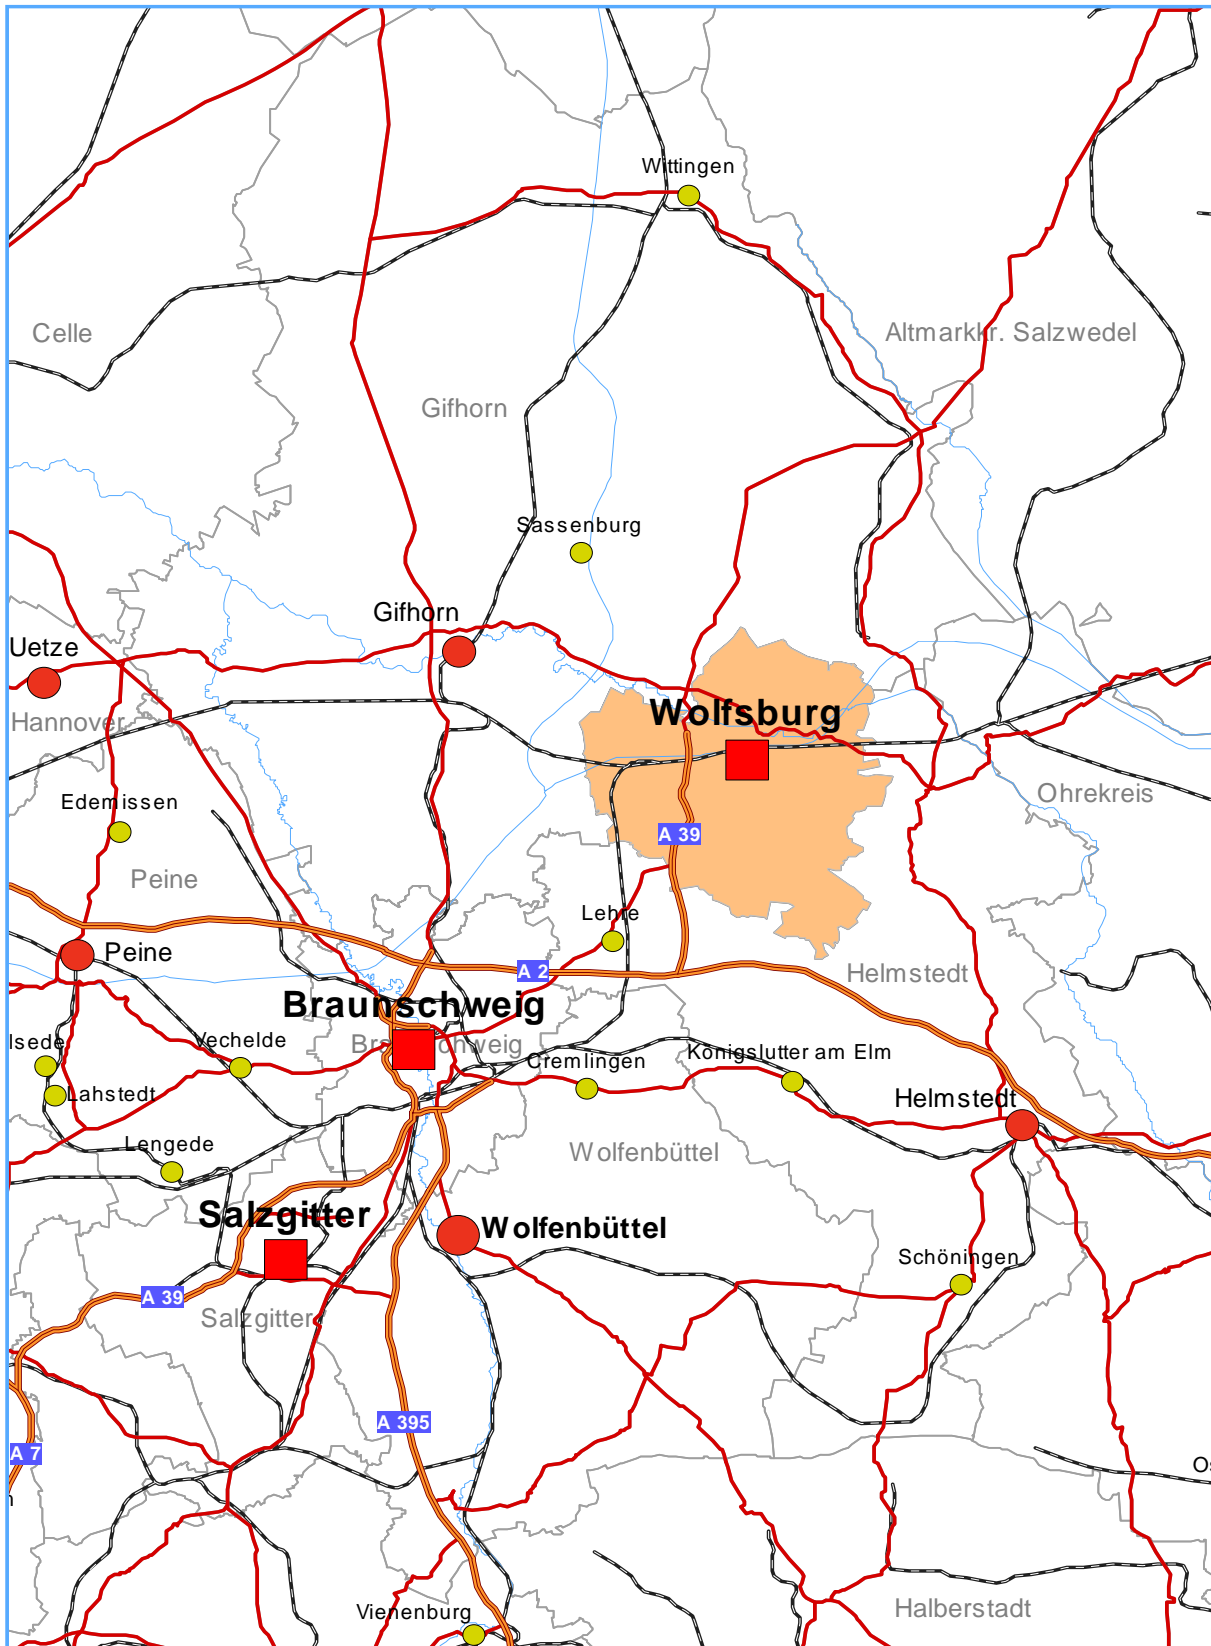 Wittingen
Celle
Altmarkkr. Salzwedel
Gifhorn
Sassenburg
Gifhorn
Uetze
Hannover
Wolfsburg
Edemissen
Ohrekreis
A 39
Peine
Lehre
Peine
A 2
Helmstedt
Braunschweig
Braunschweig
lsede
Vechelde
Cremlingen
Königslutter am Elm
Lahstedt
Helmstedt
Lengede
Wolfenbüttel
Salzgitter
Wolfenbüttel
Schöningen
A 39
Salzgitter
A 395
A 7
Os
n
Vienenburg
Halberstadt